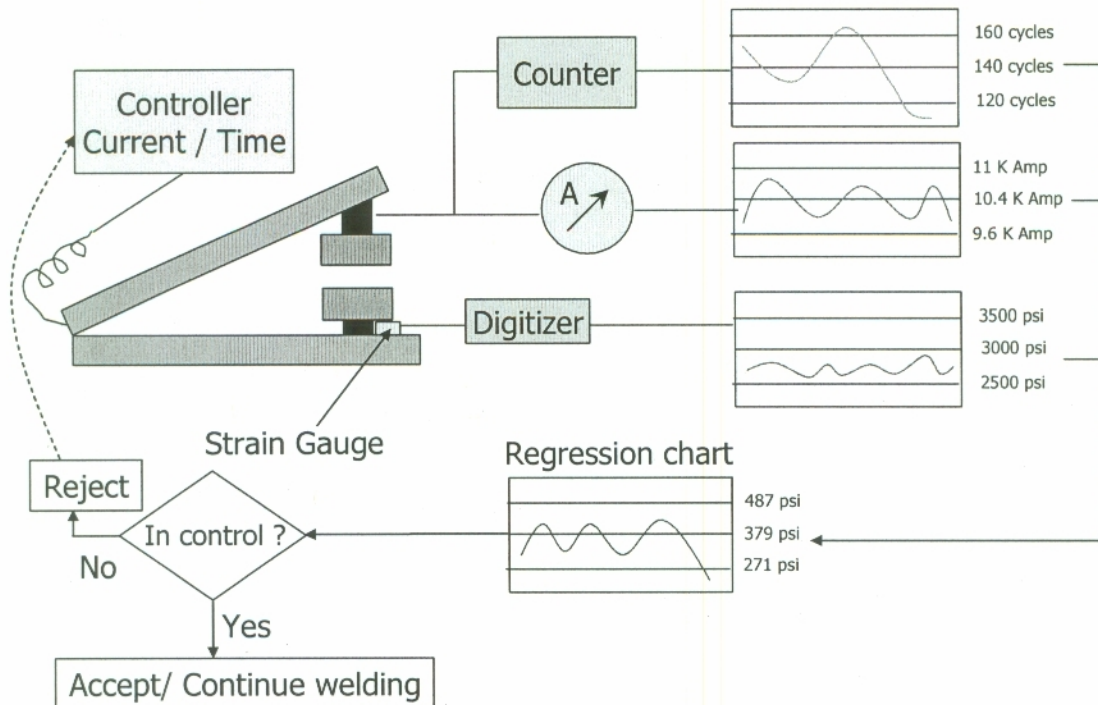 Controller
Current / Time
Counter
160 cycles
140 cycles
120 cycles
A
11 K Amp
10.4 K Amp
9.6 K Amp
Digitizer
3500 psi
3000 psi
2500 psi
Strain Gauge
Regression chart
487 psi
379 psi
271 psi
Reject
In control ?
No
Yes
Accept/ Continue welding